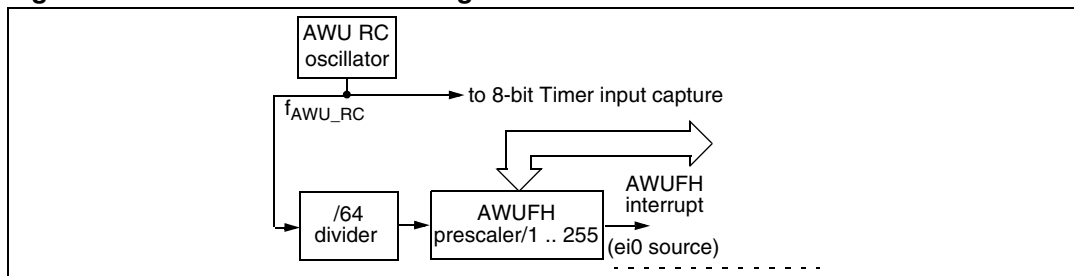 AWU RC
oscillator
to 8-bit Timer input capture
fAWU_RC
AWUFH
interrupt
/64
divider
AWUFH
prescaler/1 .. 255
(ei0 source)